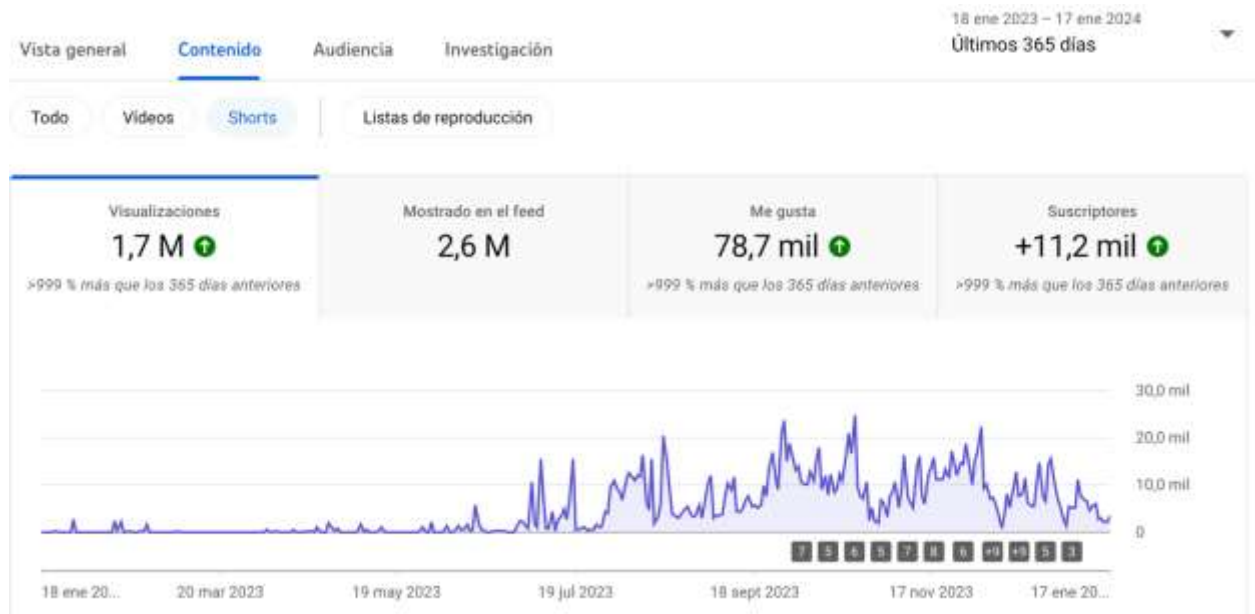 18 ene 2023 – 17 ene 2024
Vista general Contenido Audiencia Investigación Últimos 365 días
Todo Vídeos Shorts Listas de reproducción
Visualizaciones Mostrado en el feed Me gusta Suscriptores
1,7 M 2,6 M 78,7 mil +11,2 mil
>999 % más que los 365 días anteriores >999 % más que los 365 días anteriores >999 % más que los 365 días anteriores
30,0 mil
20,0 mil
10,0 mil
0
7 5 6 5 7 8 6 +9 +9 5 3
18 ene 20... 20 mar 2023 19 may 2023 19 jul 2023 18 sept 2023 17 nov 2023 17 ene 20...